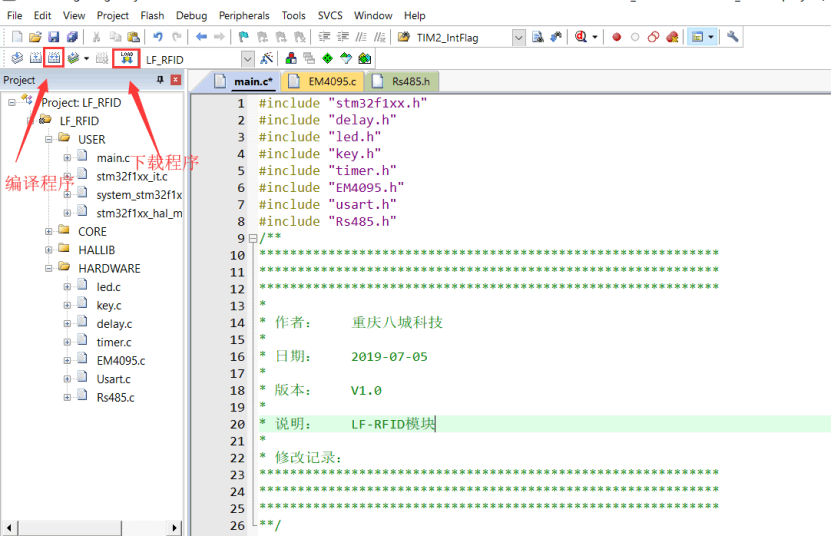 File Edit View Project Flash Debug Peripherals Tools SVCS Window Help
TIM2_IntFlag
LOAD
LF_RFID
Project
main.c* EM4095.c Rs485.h
Project: LF_RFID
LF_RFID
USER
main.c
stm32f1xx_it.c
system_stm32f1x
stm32f1xx_hal_m
CORE
HALLIB
HARDWARE
led.c
key.c
delay.c
timer.c
EM4095.c
Usart.c
Rs485.c
编译程序
下载程序
1 #include "stm32f1xx.h"
2 #include "delay.h"
3 #include "led.h"
4 #include "key.h"
5 #include "timer.h"
6 #include "EM4095.h"
7 #include "usart.h"
8 #include "Rs485.h"
9 /**
10 ************************************************************
11 ************************************************************
12 ************************************************************
13 *
14 * 作者: 重庆八城科技
15 *
16 * 日期: 2019-07-05
17 *
18 * 版本: V1.0
19 *
20 * 说明: LF-RFID模块
21 *
22 * 修改记录:
23 ************************************************************
24 ************************************************************
25 ************************************************************
26 **/